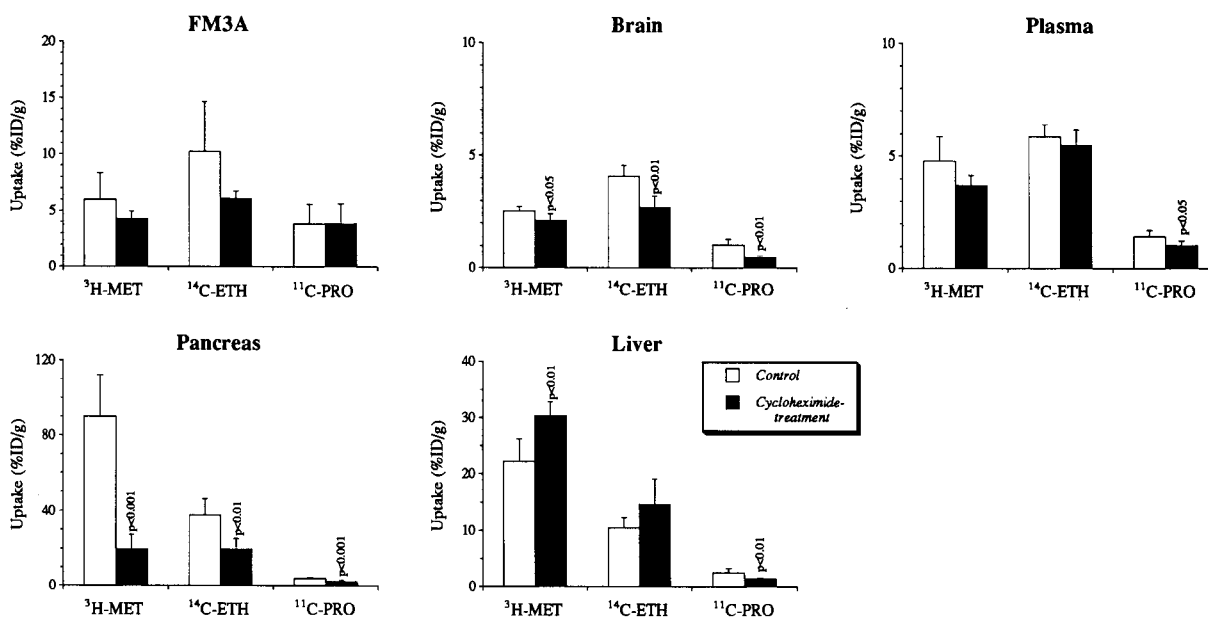 FM3A
Uptake (%ID/g)
20
15
10
5
0
³H-MET
¹⁴C-ETH
¹¹C-PRO
Brain
Uptake (%ID/g)
10
5
0
p<0.05
p<0.01
p<0.01
³H-MET
¹⁴C-ETH
¹¹C-PRO
Plasma
Uptake (%ID/g)
10
5
0
p<0.05
³H-MET
¹⁴C-ETH
¹¹C-PRO
Pancreas
Uptake (%ID/g)
120
80
40
0
p<0.001
p<0.01
p<0.001
³H-MET
¹⁴C-ETH
¹¹C-PRO
Liver
Uptake (%ID/g)
40
30
20
10
0
p<0.01
p<0.01
³H-MET
¹⁴C-ETH
¹¹C-PRO
Control
Cycloheximide-
treatment